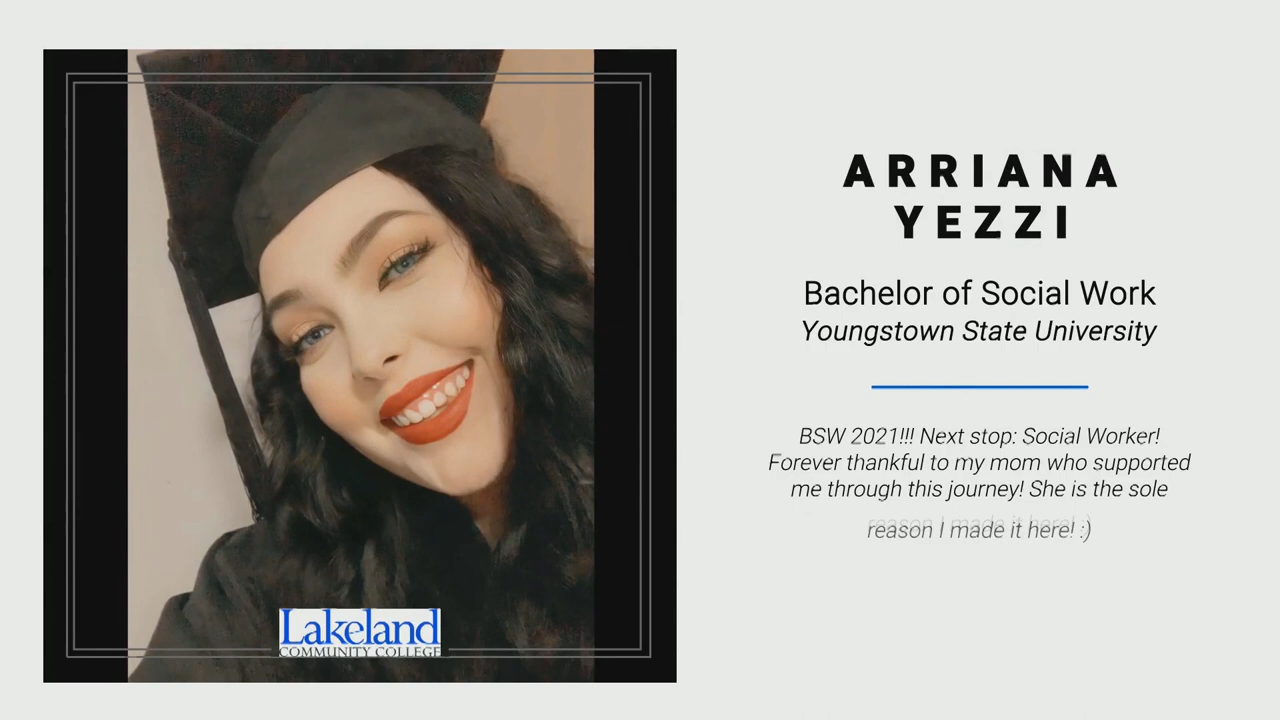 ARRIANA
YEZZI
Bachelor of Social Work
Youngstown State University
BSW 2021!!! Next stop: Social Worker!
Forever thankful to my mom who supported
me through this journey! She is the sole
reason I made it here! :)
Lakeland
COMMUNITY COLLEGE